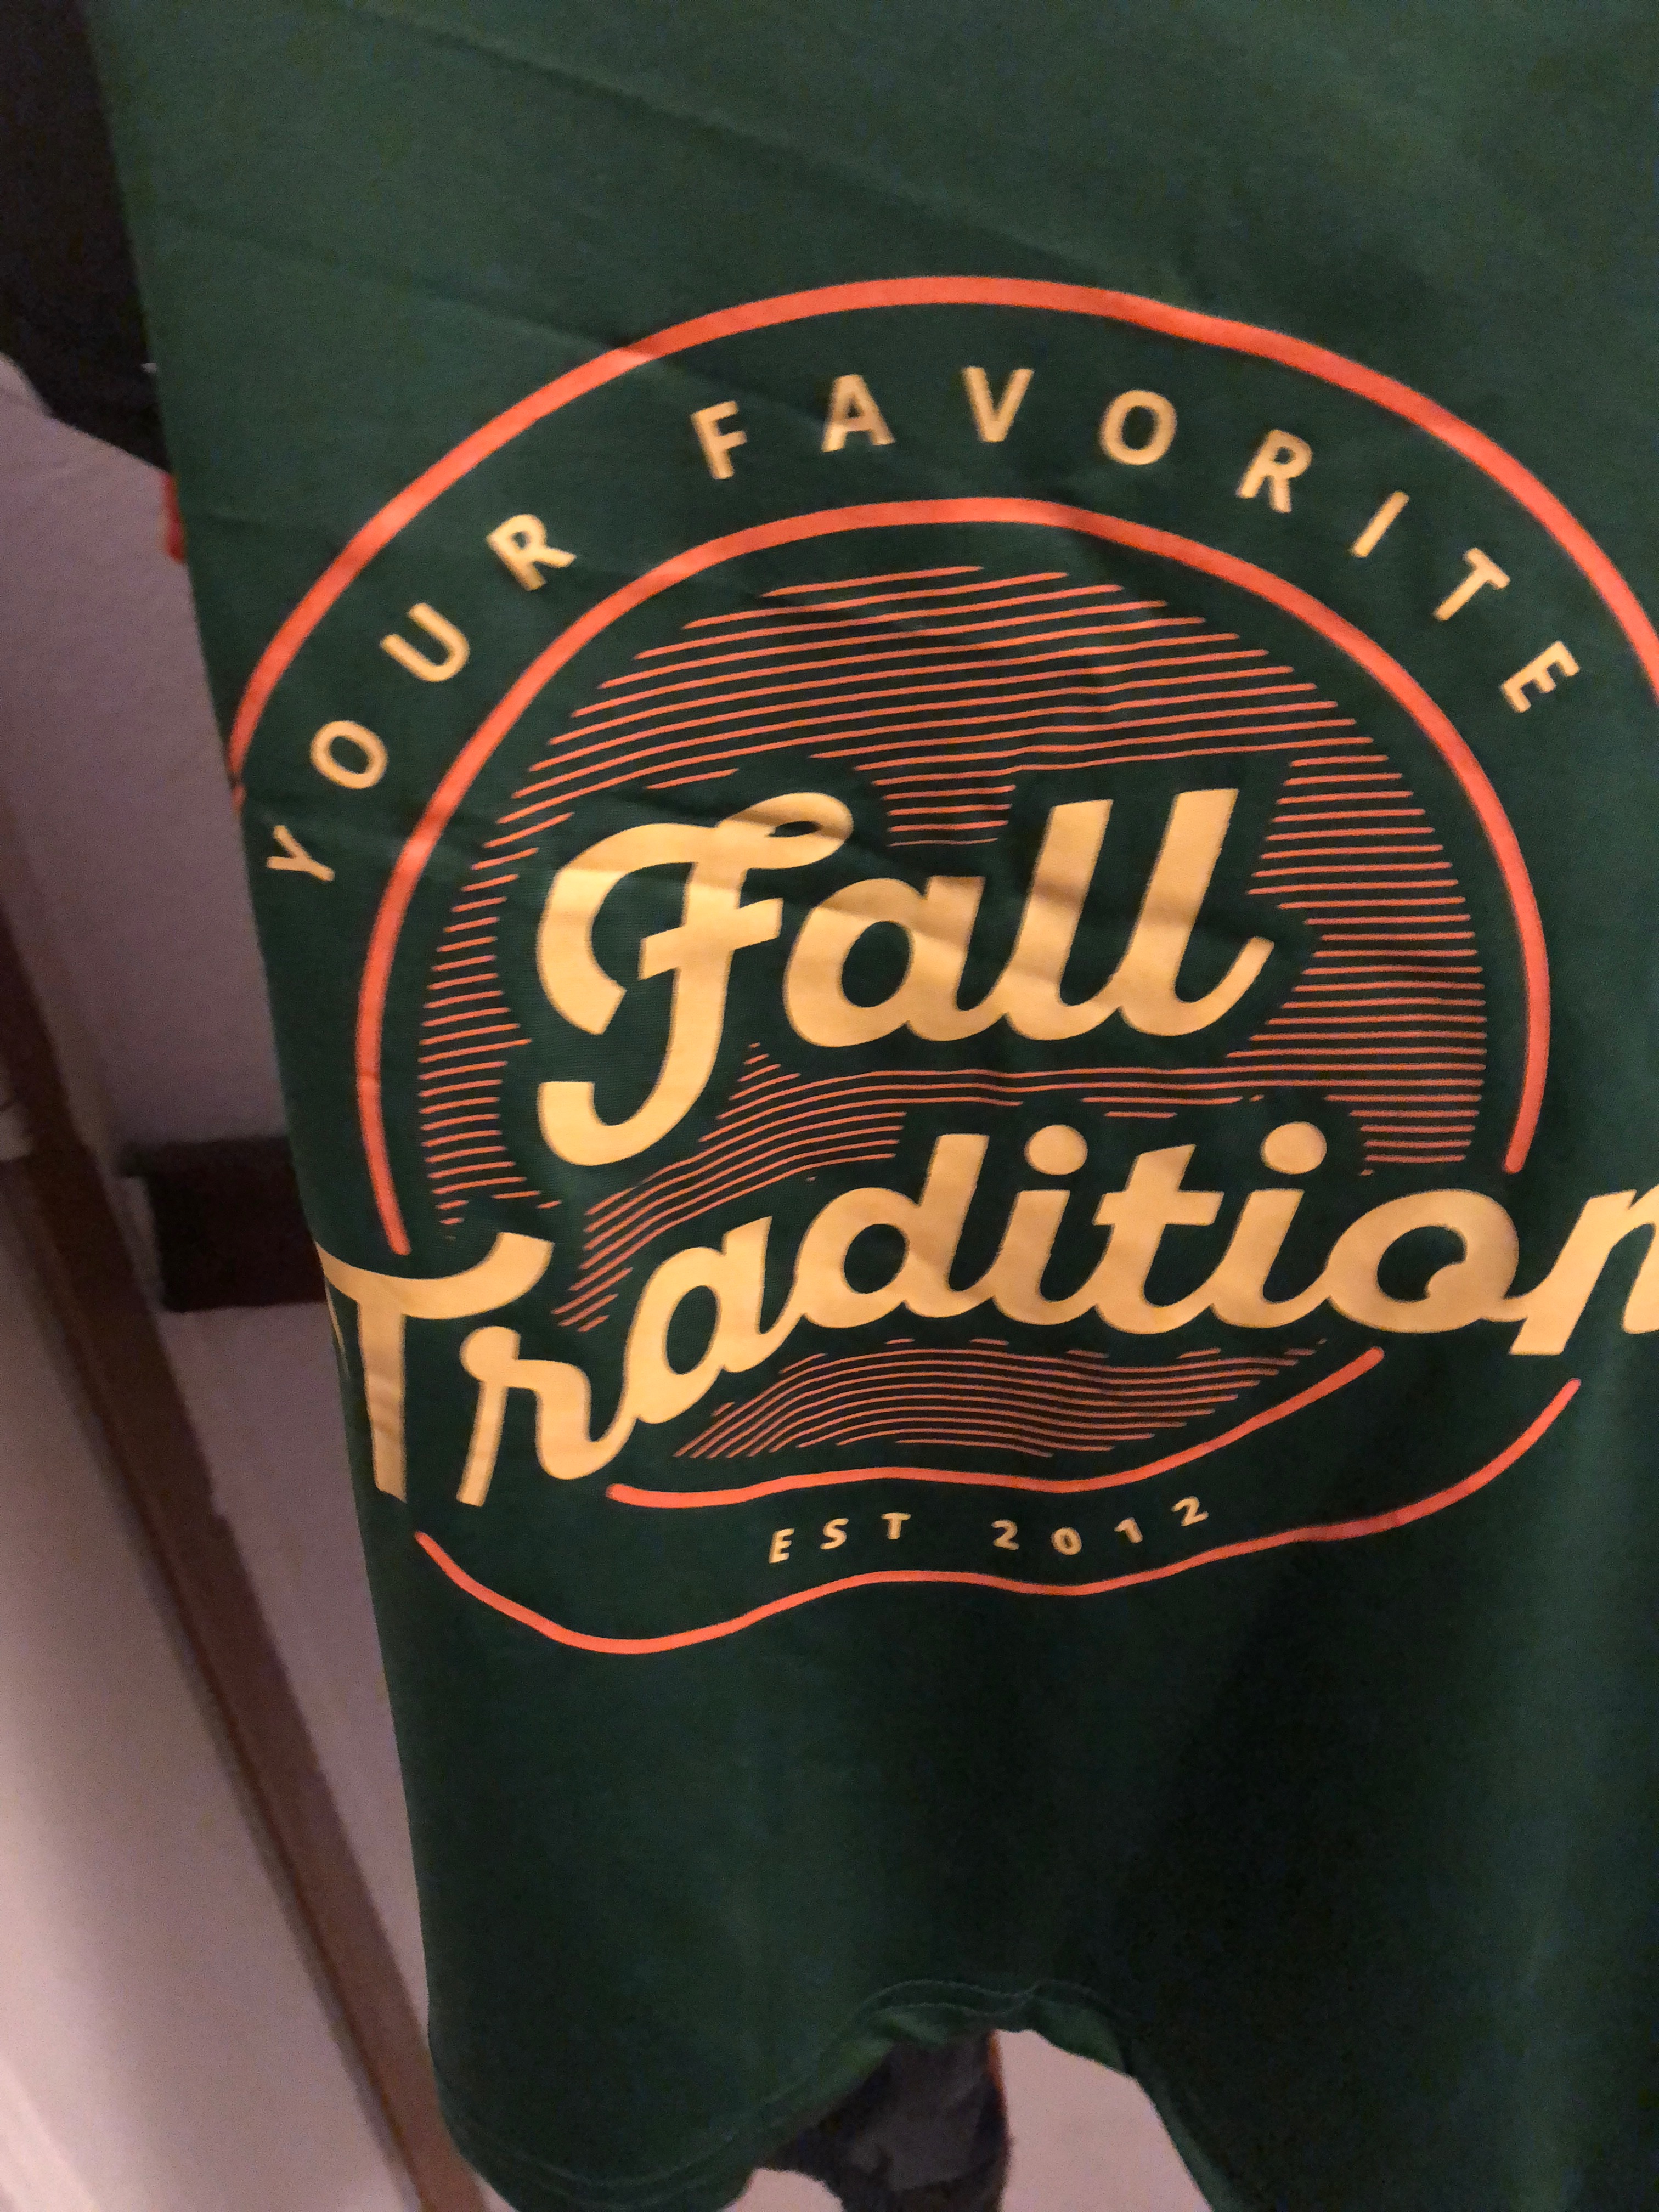 YOUR FAVORITE
Fall
Tradition
EST 2012